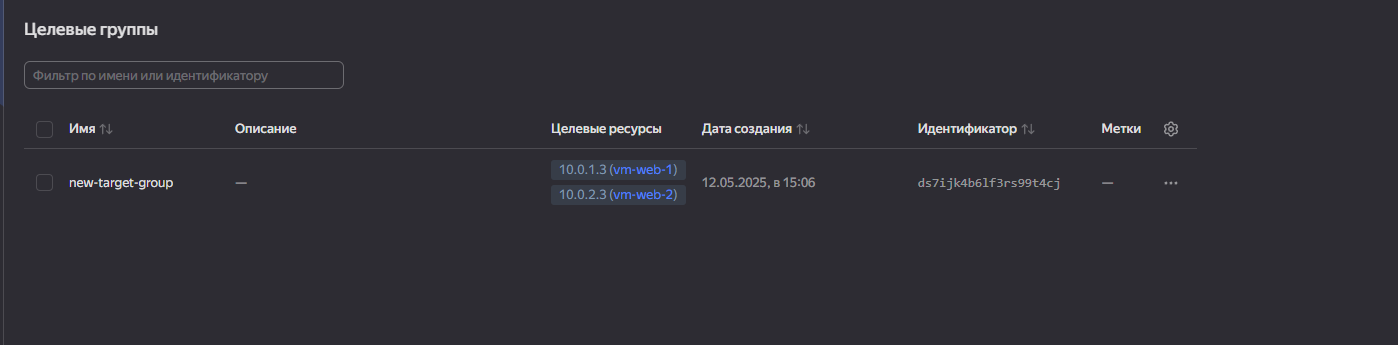 Целевые группы
Фильтр по имени или идентификатору
Имя Описание Целевые ресурсы Дата создания Идентификатор Метки
10.0.1.3 (vm-web-1)
new-target-group — 12.05.2025, в 15:06 ds7ijk4b6lf3rs99t4cj —
10.0.2.3 (vm-web-2)